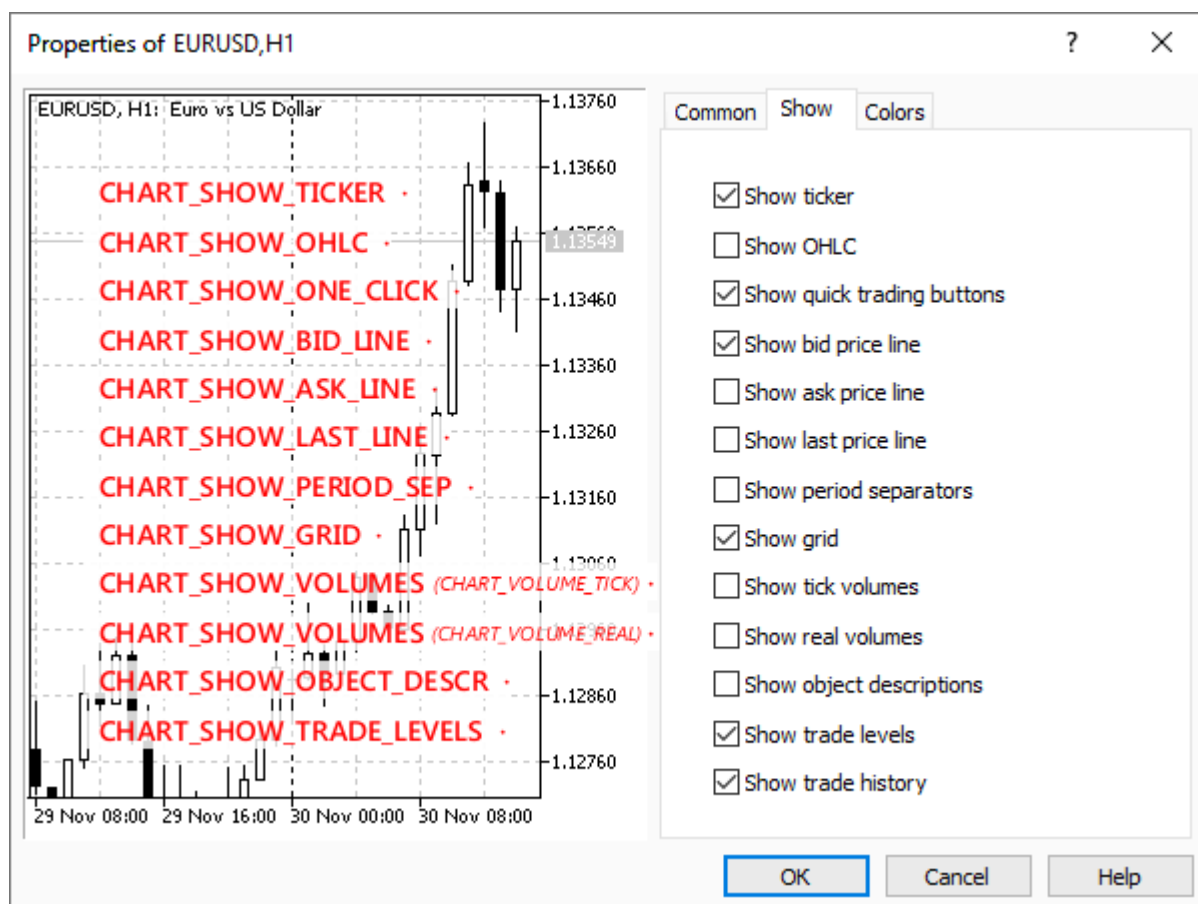 Properties of EURUSD,H1
?
EURUSD, H1: Euro vs US Dollar
1.13760
1.13660
1.13549
1.13460
1.13360
1.13260
1.13160
1.13060
1.12860
1.12760
CHART_SHOW_TICKER
CHART_SHOW_OHLC
CHART_SHOW_ONE_CLICK
CHART_SHOW_BID_LINE
CHART_SHOW_ASK_LINE
CHART_SHOW_LAST_LINE
CHART_SHOW_PERIOD_SEP
CHART_SHOW_GRID
CHART_SHOW_VOLUMES (CHART_VOLUME_TICK)
CHART_SHOW_VOLUMES (CHART_VOLUME_REAL)
CHART_SHOW_OBJECT_DESCR
CHART_SHOW_TRADE_LEVELS
29 Nov 08:00 29 Nov 16:00 30 Nov 00:00 30 Nov 08:00
Common Show Colors
Show ticker
Show OHLC
Show quick trading buttons
Show bid price line
Show ask price line
Show last price line
Show period separators
Show grid
Show tick volumes
Show real volumes
Show object descriptions
Show trade levels
Show trade history
OK Cancel Help